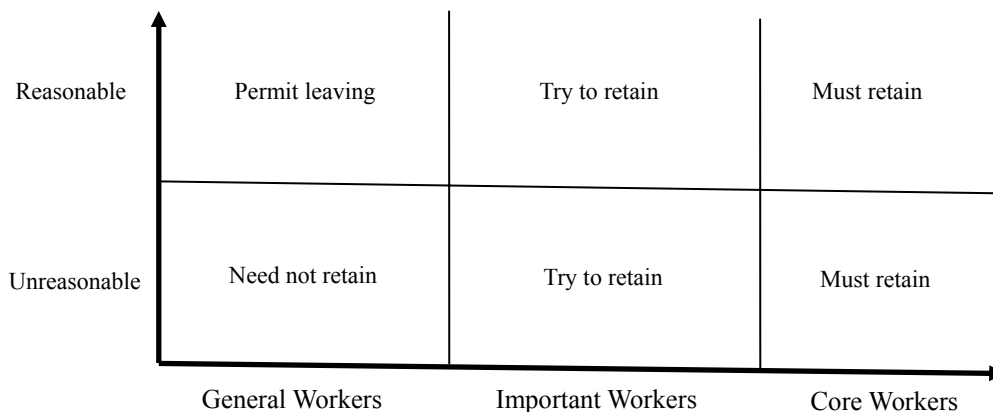 Reasonable
Permit leaving
Try to retain
Must retain
Unreasonable
Need not retain
Try to retain
Must retain
General Workers
Important Workers
Core Workers